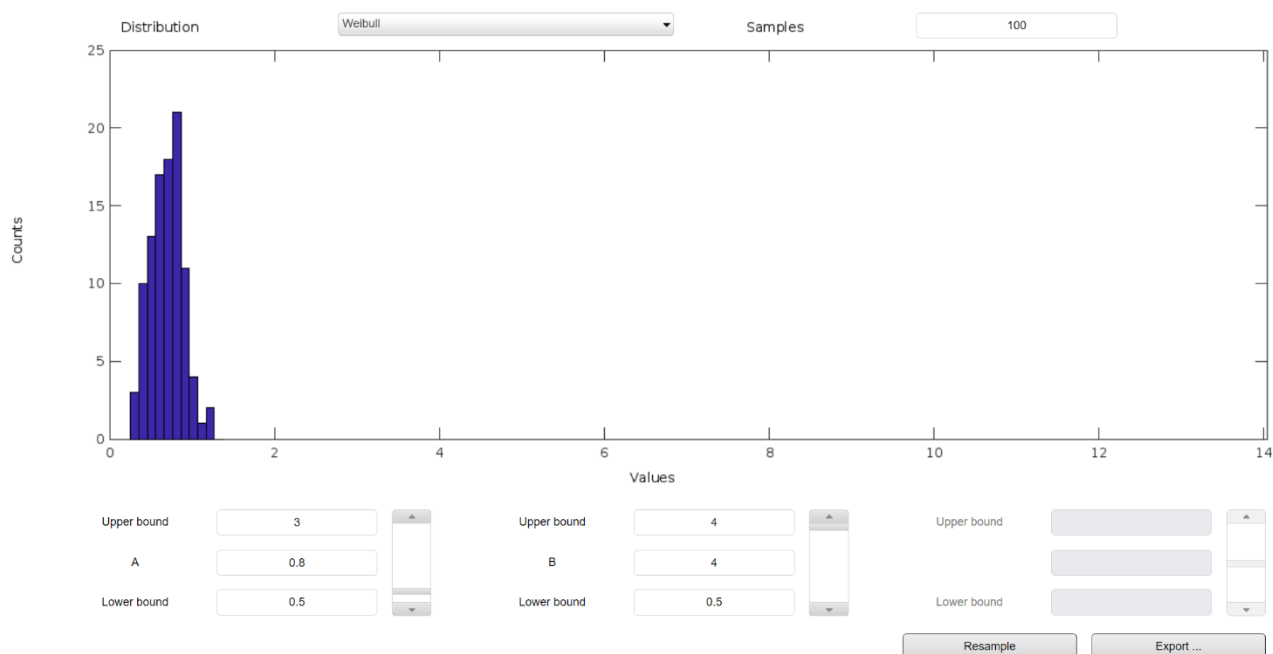 Distribution Weibull Samples 100
25
20
15
10
5
0
Counts
0 2 4 6 8 10 12 14
Values
Upper bound 3 Upper bound 4 Upper bound
A 0.8 B 4
Lower bound 0.5 Lower bound 0.5 Lower bound
Resample Export ...